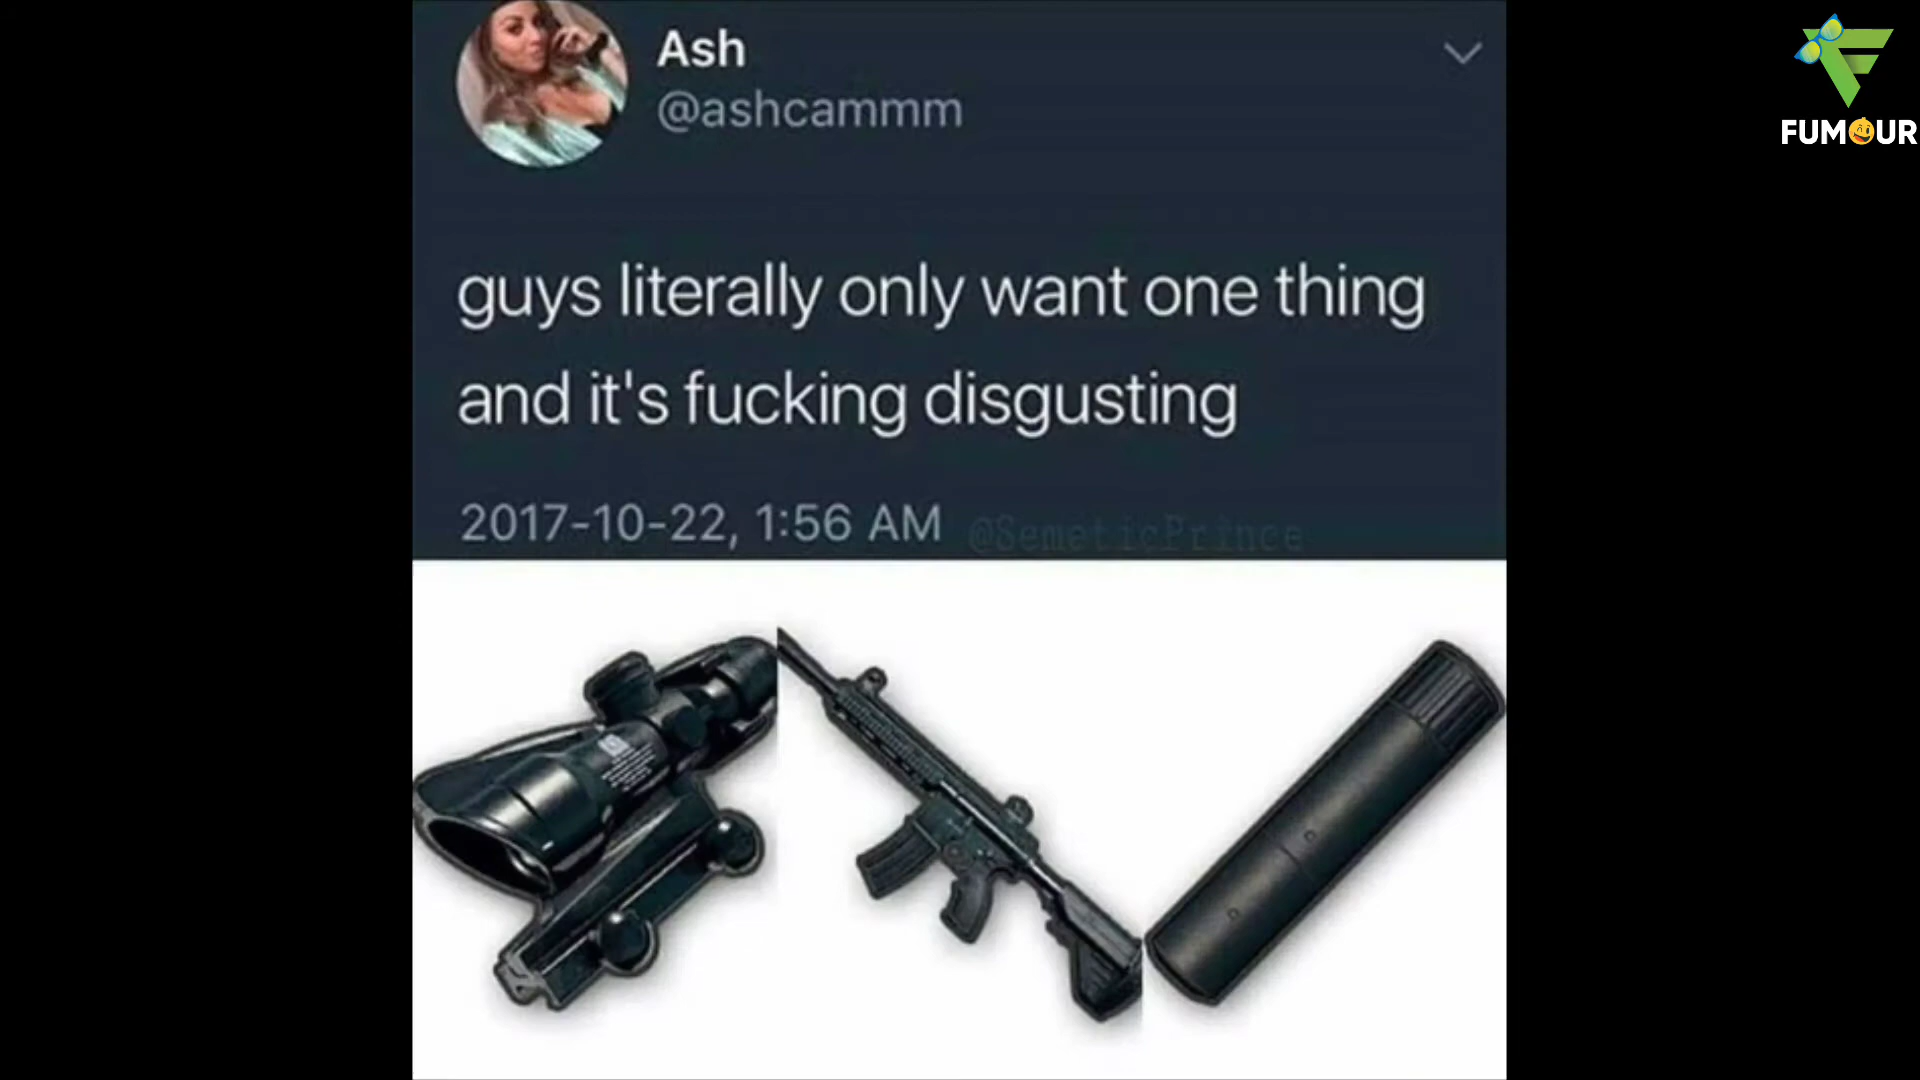 Ash
@ashcammm
FUMOUR
guys literally only want one thing
and it's fucking disgusting
2017-10-22, 1:56 AM
@SemeticPrince